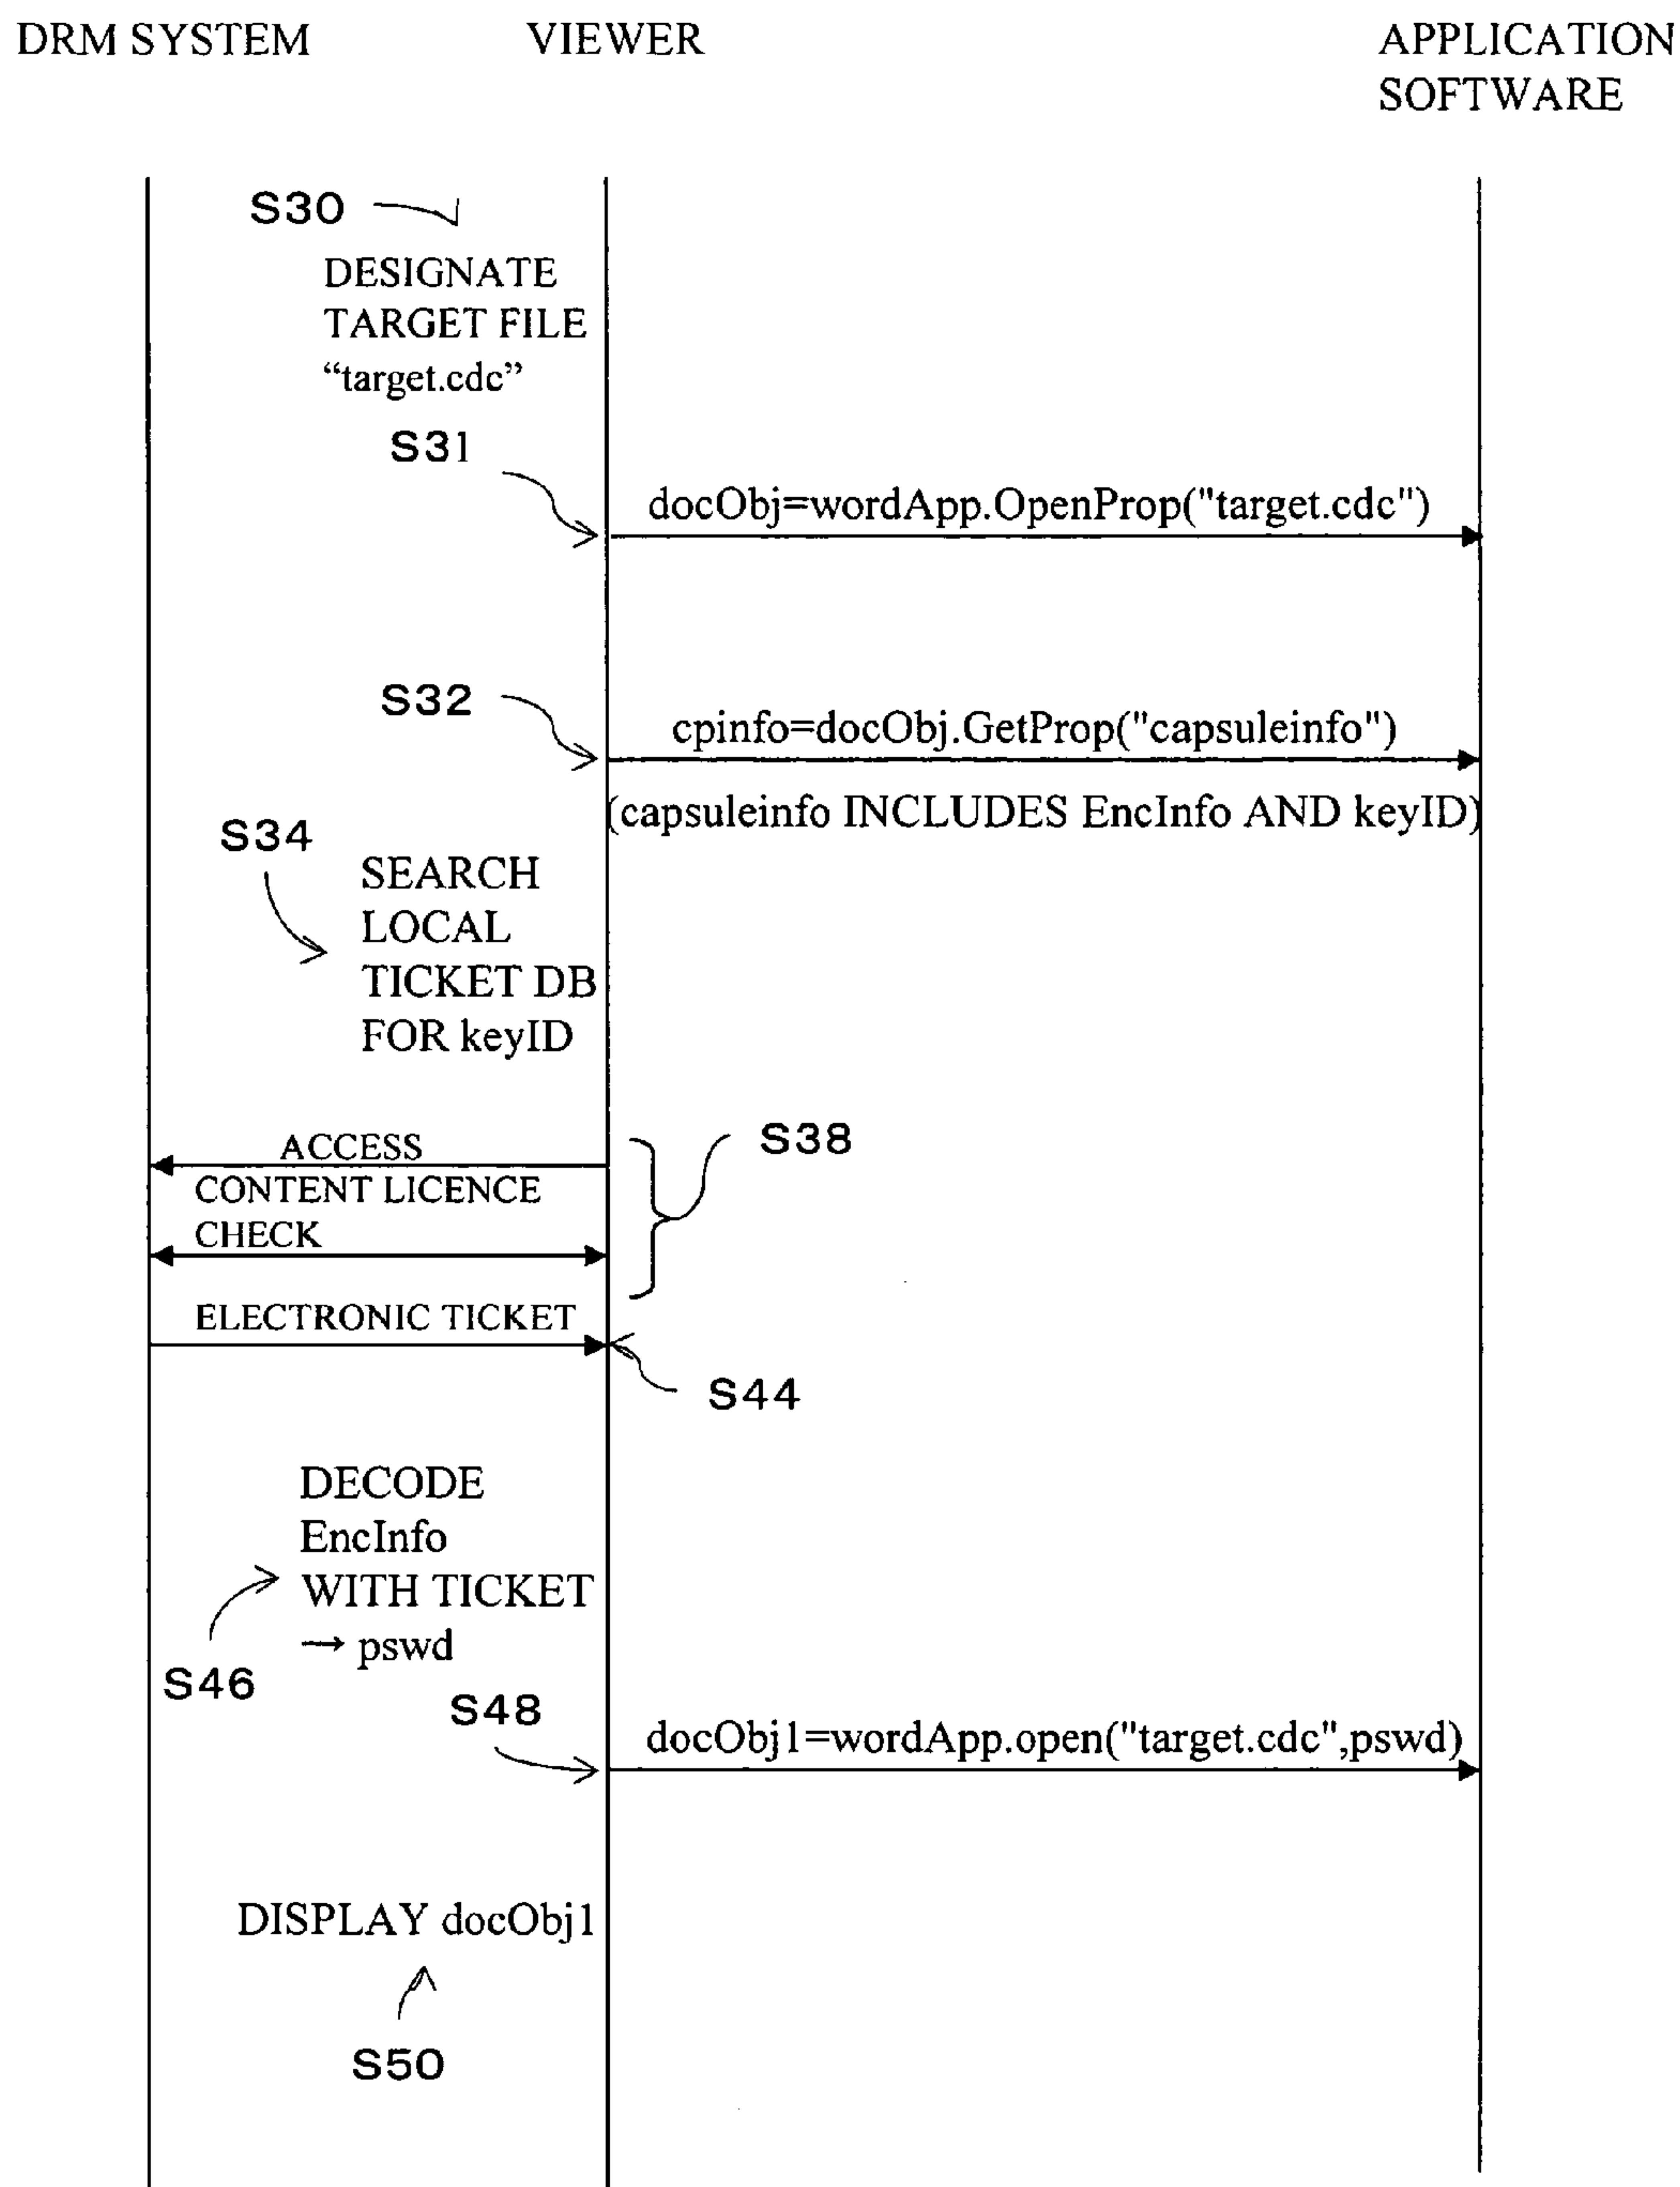 DRM SYSTEM
VIEWER
APPLICATION
SOFTWARE
S30
DESIGNATE
TARGET FILE
“target.cdc”
S31
docObj=wordApp.OpenProp("target.cdc")
S32
cpinfo=docObj.GetProp("capsuleinfo")
(capsuleinfo INCLUDES EncInfo AND keyID)
S34
SEARCH
LOCAL
TICKET DB
FOR keyID
ACCESS
S38
CONTENT LICENCE
CHECK
ELECTRONIC TICKET
S44
DECODE
EncInfo
WITH TICKET
→ pswd
S46
S48
docObj1=wordApp.open("target.cdc",pswd)
DISPLAY docObj1
S50